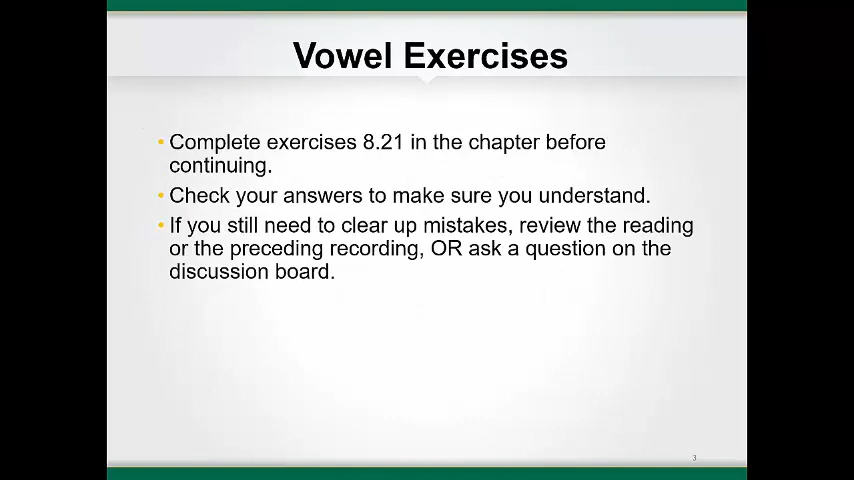 Vowel Exercises
• Complete exercises 8.21 in the chapter before
continuing.
• Check your answers to make sure you understand.
• If you still need to clear up mistakes, review the reading
or the preceding recording, OR ask a question on the
discussion board.
3